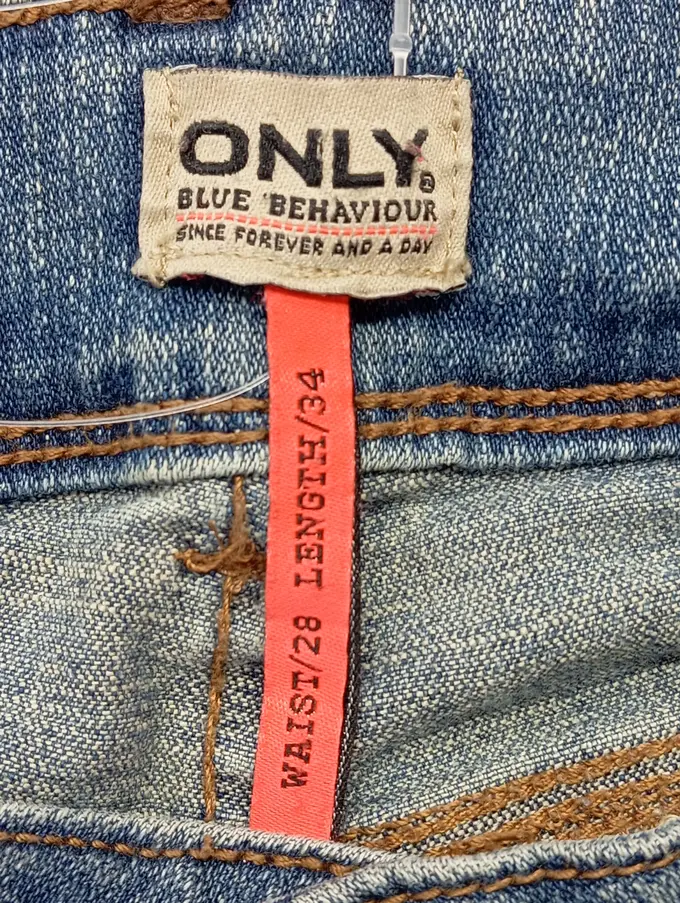 ONLY®
BLUE BEHAVIOUR
SINCE FOREVER AND A DAY
WAIST/28 LENGTH/34